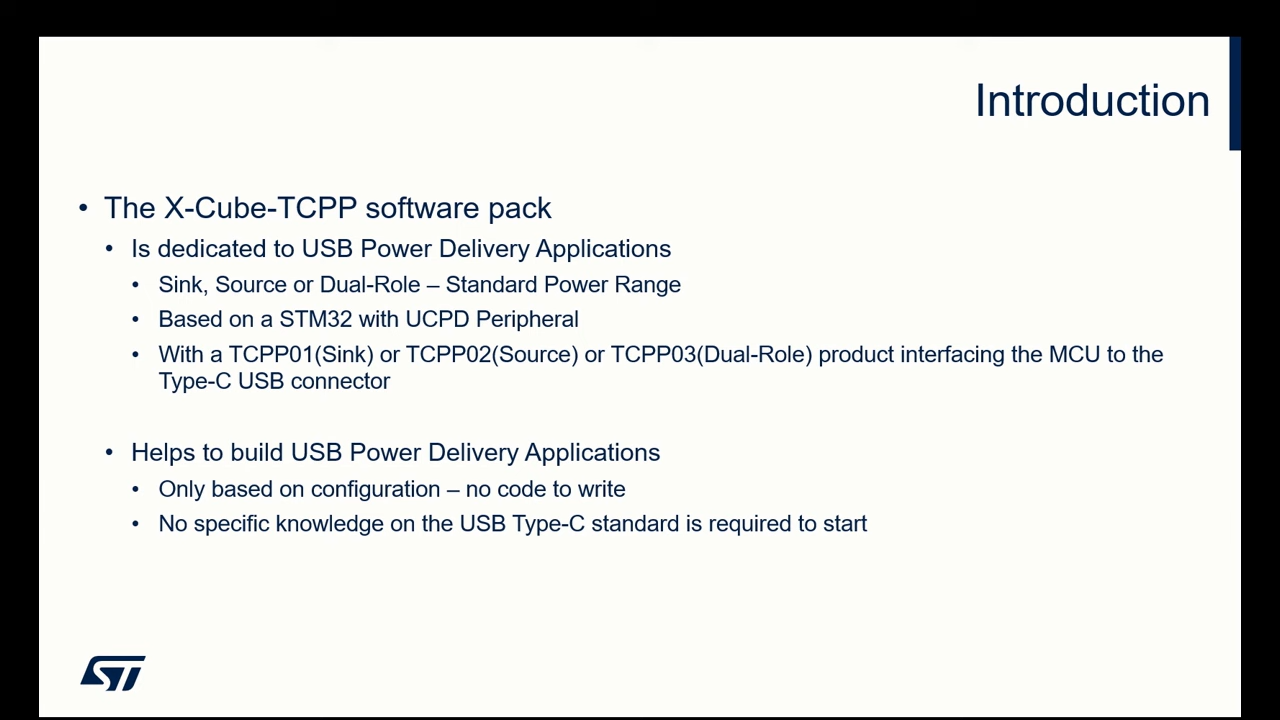 Introduction
• The X-Cube-TCPP software pack
• Is dedicated to USB Power Delivery Applications
• Sink, Source or Dual-Role – Standard Power Range
• Based on a STM32 with UCPD Peripheral
• With a TCPP01(Sink) or TCPP02(Source) or TCPP03(Dual-Role) product interfacing the MCU to the
Type-C USB connector
• Helps to build USB Power Delivery Applications
• Only based on configuration – no code to write
• No specific knowledge on the USB Type-C standard is required to start
ST